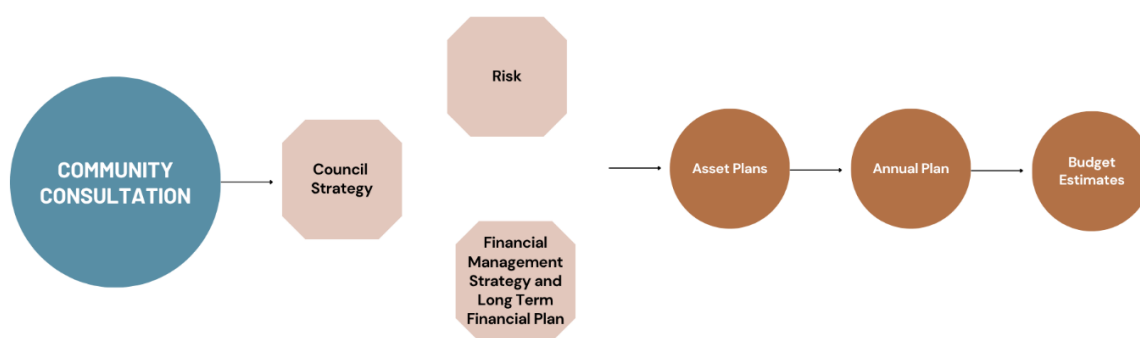 COMMUNITY
CONSULTATION
Council
Strategy
Risk
Financial
Management
Strategy and
Long Term
Financial Plan
Asset Plans
Annual Plan
Budget
Estimates